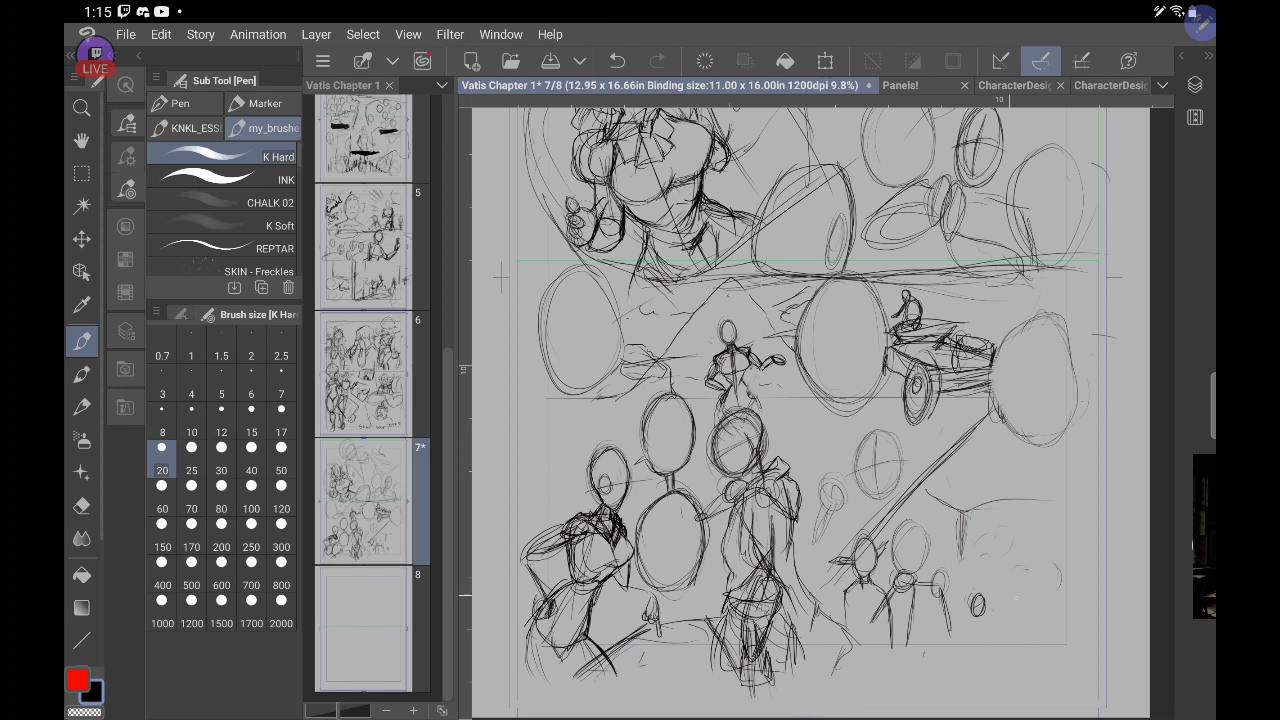 1:15
File Edit Story Animation Layer Select View Filter Window Help
LIVE
Sub Tool [Pen]
Vatis Chapter 1
Vatis Chapter 1* 7/8 (12.95 x 16.66in Binding size:11.00 x 16.00in 1200dpi 9.8%)
Panels!
CharacterDesi
CharacterDesi
Pen
Marker
KNKL_ESS
my_brushe
K Hard
INK
CHALK 02
K Soft
REPTAR
SKIN - Freckles
Brush size [K Har
0.7 1 1.5 2 2.5
3 4 5 6 7
8 10 12 15 17
20 25 30 40 50
60 70 80 100 120
150 170 200 250 300
400 500 600 700 800
1000 1200 1500 1700 2000
5
6
7*
8
10